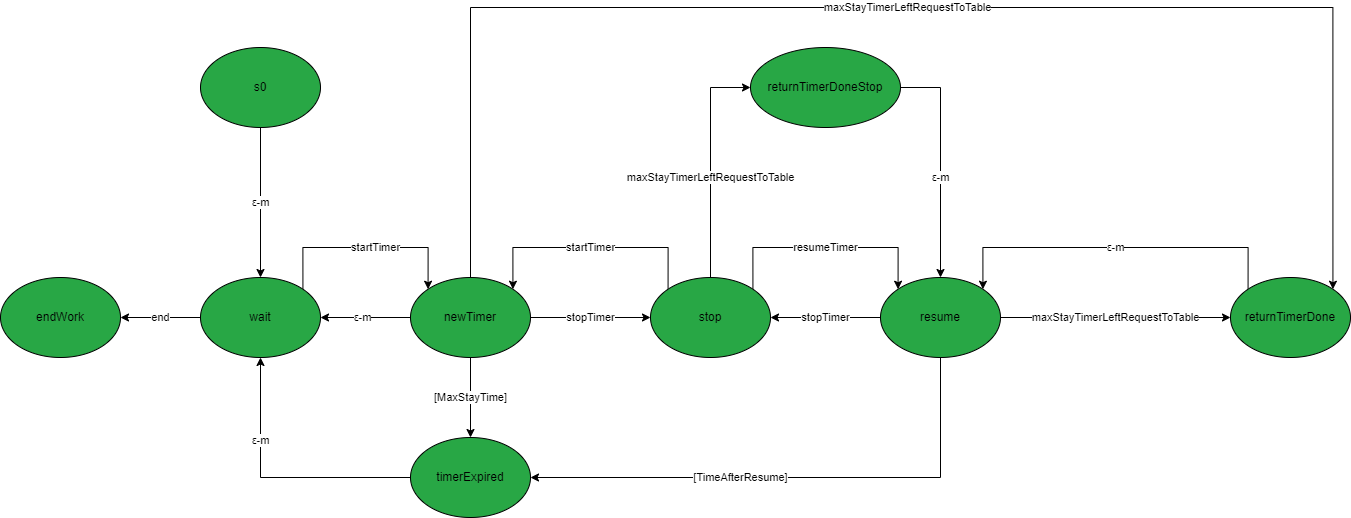 maxStayTimerLeftRequestToTable
s0
returnTimerDoneStop
maxStayTimerLeftRequestToTable
ε-m
ε-m
startTimer
startTimer
resumeTimer
ε-m
endWork
end
wait
ε-m
newTimer
stopTimer
stop
stopTimer
resume
maxStayTimerLeftRequestToTable
returnTimerDone
[MaxStayTime]
ε-m
timerExpired
[TimeAfterResume]